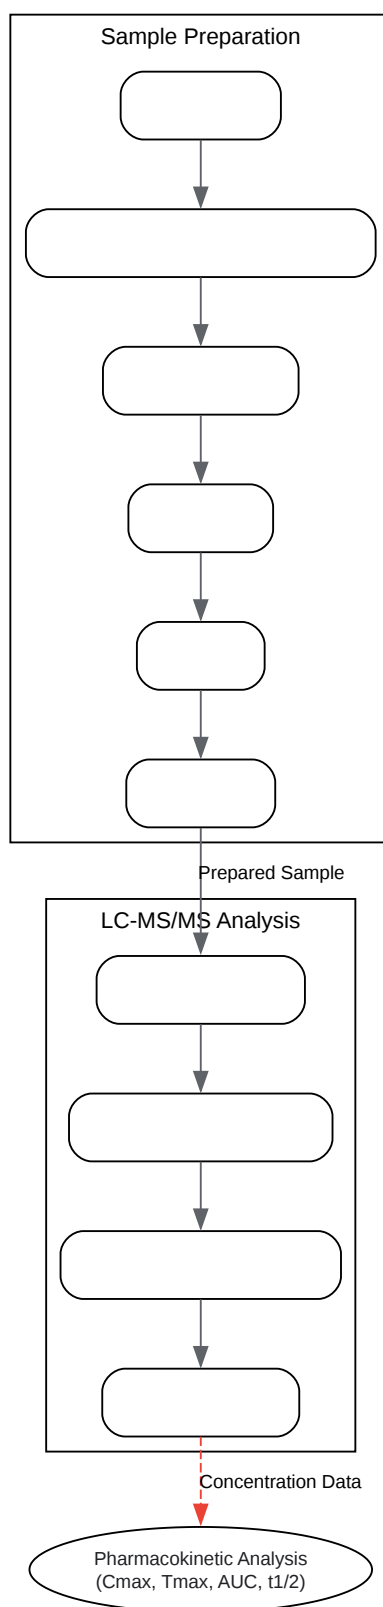 Sample Preparation
Prepared Sample
LC-MS/MS Analysis
Concentration Data
Pharmacokinetic Analysis
(Cmax, Tmax, AUC, t1/2)